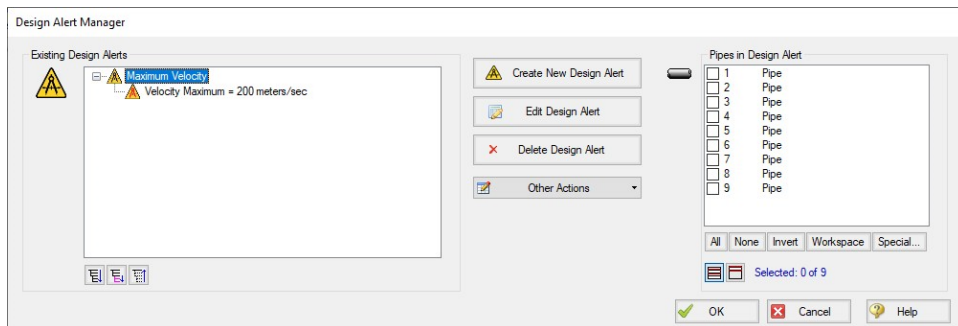 Design Alert Manager
Existing Design Alerts
Maximum Velocity
Velocity Maximum = 200 meters/sec
Create New Design Alert
Edit Design Alert
Delete Design Alert
Other Actions
Pipes in Design Alert
1 Pipe
2 Pipe
3 Pipe
4 Pipe
5 Pipe
6 Pipe
7 Pipe
8 Pipe
9 Pipe
All None Invert Workspace Special...
Selected: 0 of 9
OK Cancel Help